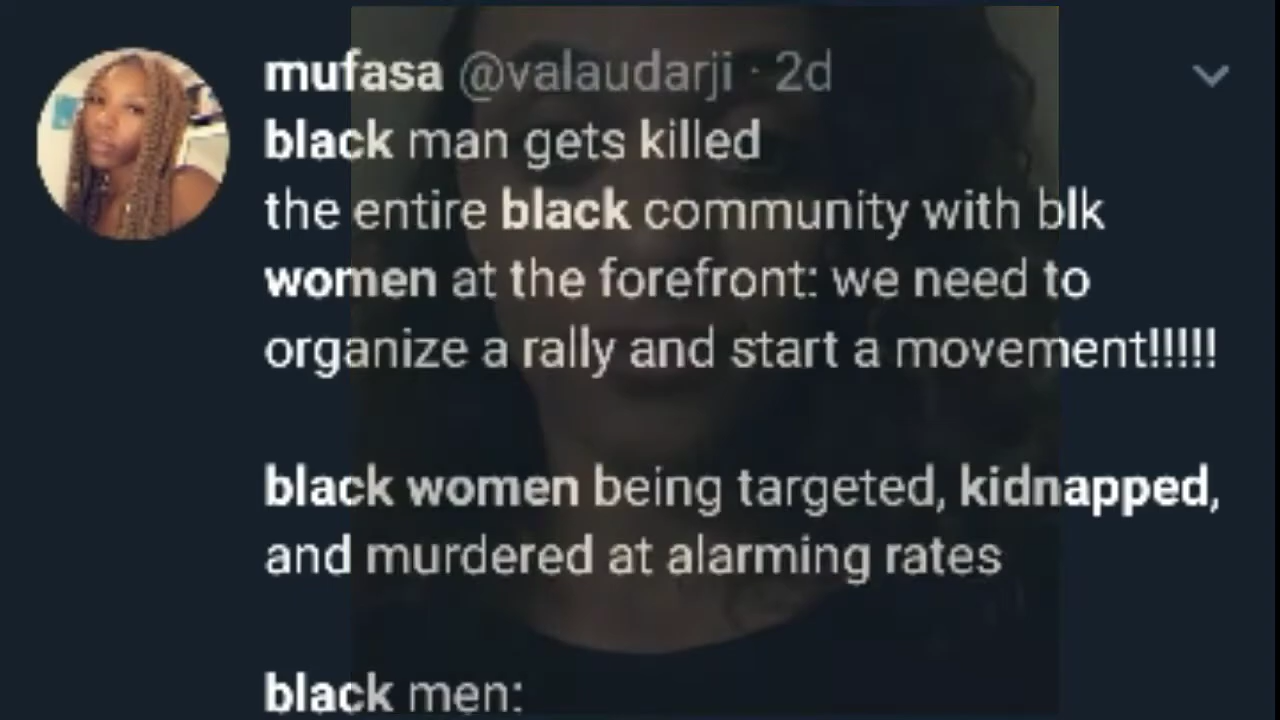 mufasa @valaudarji · 2d
black man gets killed
the entire black community with blk
women at the forefront: we need to
organize a rally and start a movement!!!!!
black women being targeted, kidnapped,
and murdered at alarming rates
black men: